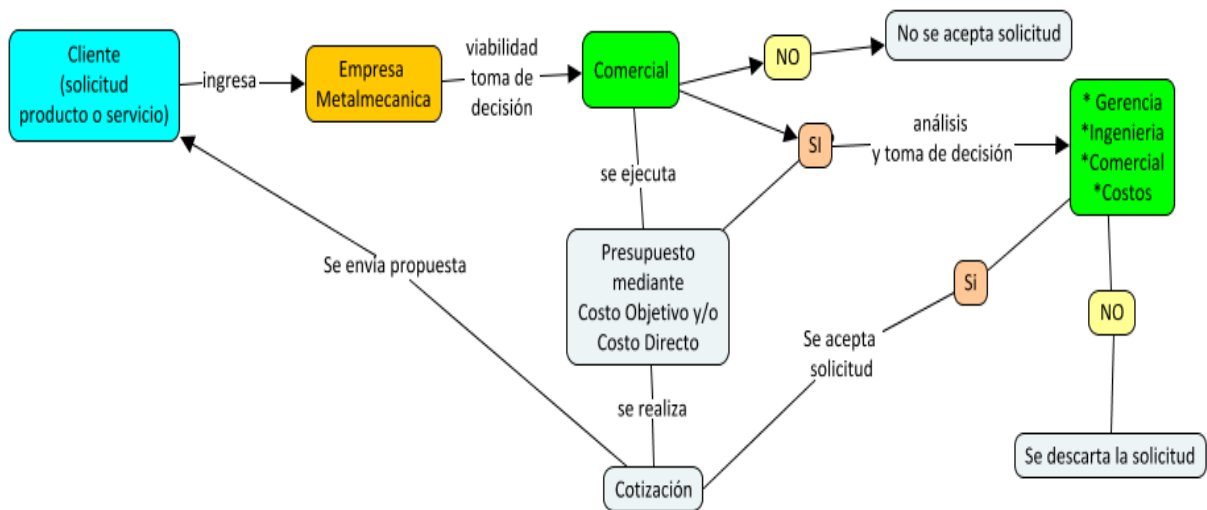 Cliente
(solicitud
producto o servicio)
ingresa
Empresa
Metalmecanica
viabilidad
toma de
decisión
Comercial
NO
No se acepta solicitud
SI
análisis
y toma de decisión
* Gerencia
*Ingenieria
*Comercial
*Costos
se ejecuta
Presupuesto
mediante
Costo Objetivo y/o
Costo Directo
Se envía propuesta
Si
NO
Se acepta
solicitud
se realiza
Se descarta la solicitud
Cotización